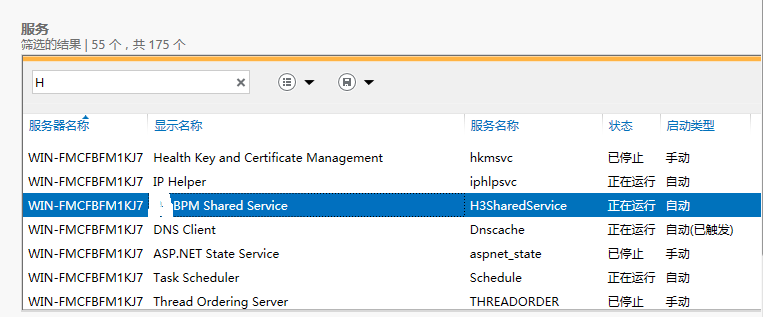 服务
筛选的结果 | 55 个，共 175 个
H
服务器名称 显示名称 服务名称 状态 启动类型
WIN-FMCFBFM1KJ7 Health Key and Certificate Management hkmsvc 已停止 手动
WIN-FMCFBFM1KJ7 IP Helper iphlpsvc 正在运行 自动
WIN-FMCFBFM1KJ7 BPM Shared Service H3SharedService 正在运行 自动
WIN-FMCFBFM1KJ7 DNS Client Dnscache 正在运行 自动(已触发)
WIN-FMCFBFM1KJ7 ASP.NET State Service aspnet_state 已停止 手动
WIN-FMCFBFM1KJ7 Task Scheduler Schedule 正在运行 自动
WIN-FMCFBFM1KJ7 Thread Ordering Server THREADORDER 已停止 手动